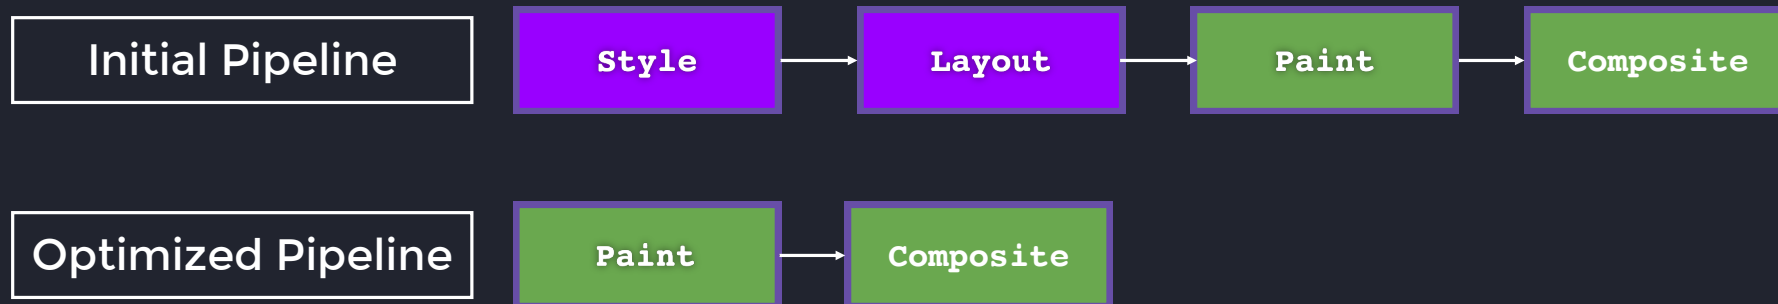 Initial Pipeline
Style
Layout
Paint
Composite
Optimized Pipeline
Paint
Composite